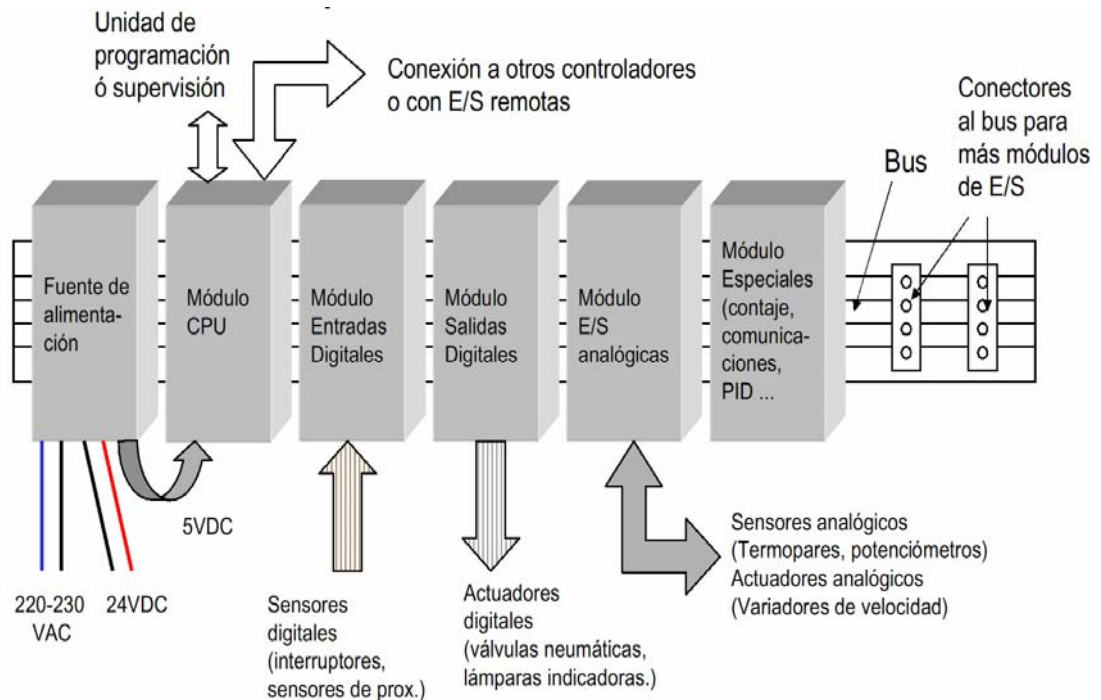 Unidad de
programación
ó supervisión
Conexión a otros controladores
o con E/S remotas
Conectores
al bus para
más módulos
de E/S
Bus
Fuente de
alimenta-
ción
Módulo
CPU
Módulo
Entradas
Digitales
Módulo
Salidas
Digitales
Módulo
E/S
analógicas
Módulo
Especiales
(contaje,
comunica-
ciones,
PID ...
5VDC
220-230
VAC
24VDC
Sensores
digitales
(interruptores,
sensores de prox.)
Actuadores
digitales
(válvulas neumáticas,
lámparas indicadoras.)
Sensores analógicos
(Termopares, potenciómetros)
Actuadores analógicos
(Variadores de velocidad)